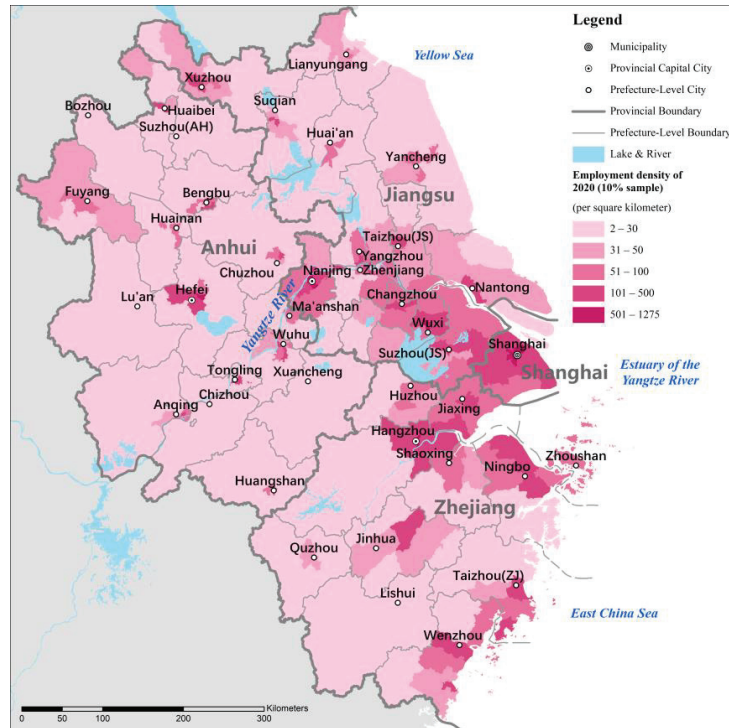 Legend
Municipality
Provincial Capital City
Prefecture-Level City
Provincial Boundary
Prefecture-Level Boundary
Lake & River
Employment density of
2020 (10% sample)
(per square kilometer)
2 – 30
31 – 50
51 – 100
101 – 500
501 – 1275
Yellow Sea
Lianyungang
Xuzhou
Bozhou
Huaibei
Suqian
Suzhou(AH)
Huai'an
Yancheng
Jiangsu
Fuyang
Bengbu
Huainan
Anhui
Taizhou(JS)
Yangzhou
Chuzhou
Nanjing
Zhenjiang
Nantong
Hefei
Changzhou
Lu'an
Ma'anshan
Yangtze River
Wuxi
Wuhu
Suzhou(JS)
Shanghai
Shanghai
Estuary of the
Yangtze River
Tongling
Xuancheng
Chizhou
Huzhou
Jiaxing
Anqing
Hangzhou
Shaoxing
Ningbo
Zhoushan
Huangshan
Zhejiang
Quzhou
Jinhua
Taizhou(ZJ)
Lishui
East China Sea
Wenzhou
Kilometers
0 50 100 200 300